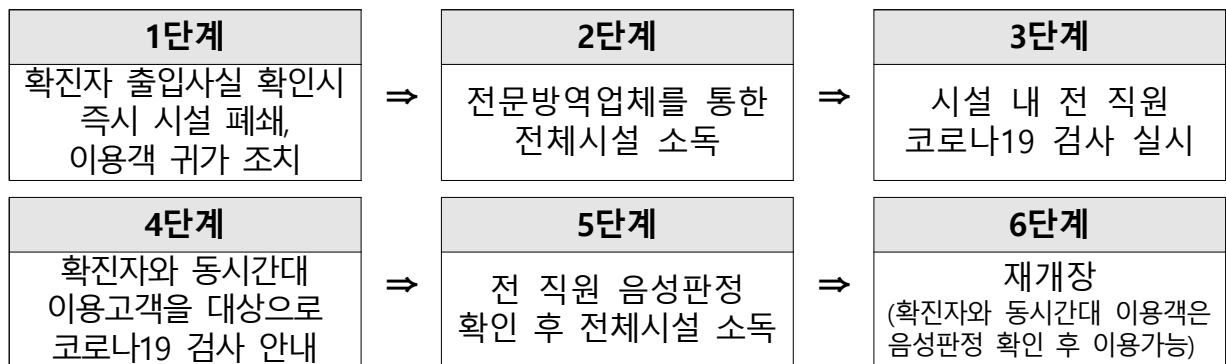 1단계
확진자 출입사실 확인시
즉시 시설 폐쇄,
이용객 귀가 조치
⇒
2단계
전문방역업체를 통한
전체시설 소독
⇒
3단계
시설 내 전 직원
코로나19 검사 실시
4단계
확진자와 동시간대
이용고객을 대상으로
코로나19 검사 안내
⇒
5단계
전 직원 음성판정
확인 후 전체시설 소독
⇒
6단계
재개장
(확진자와 동시간대 이용객은
음성판정 확인 후 이용가능)